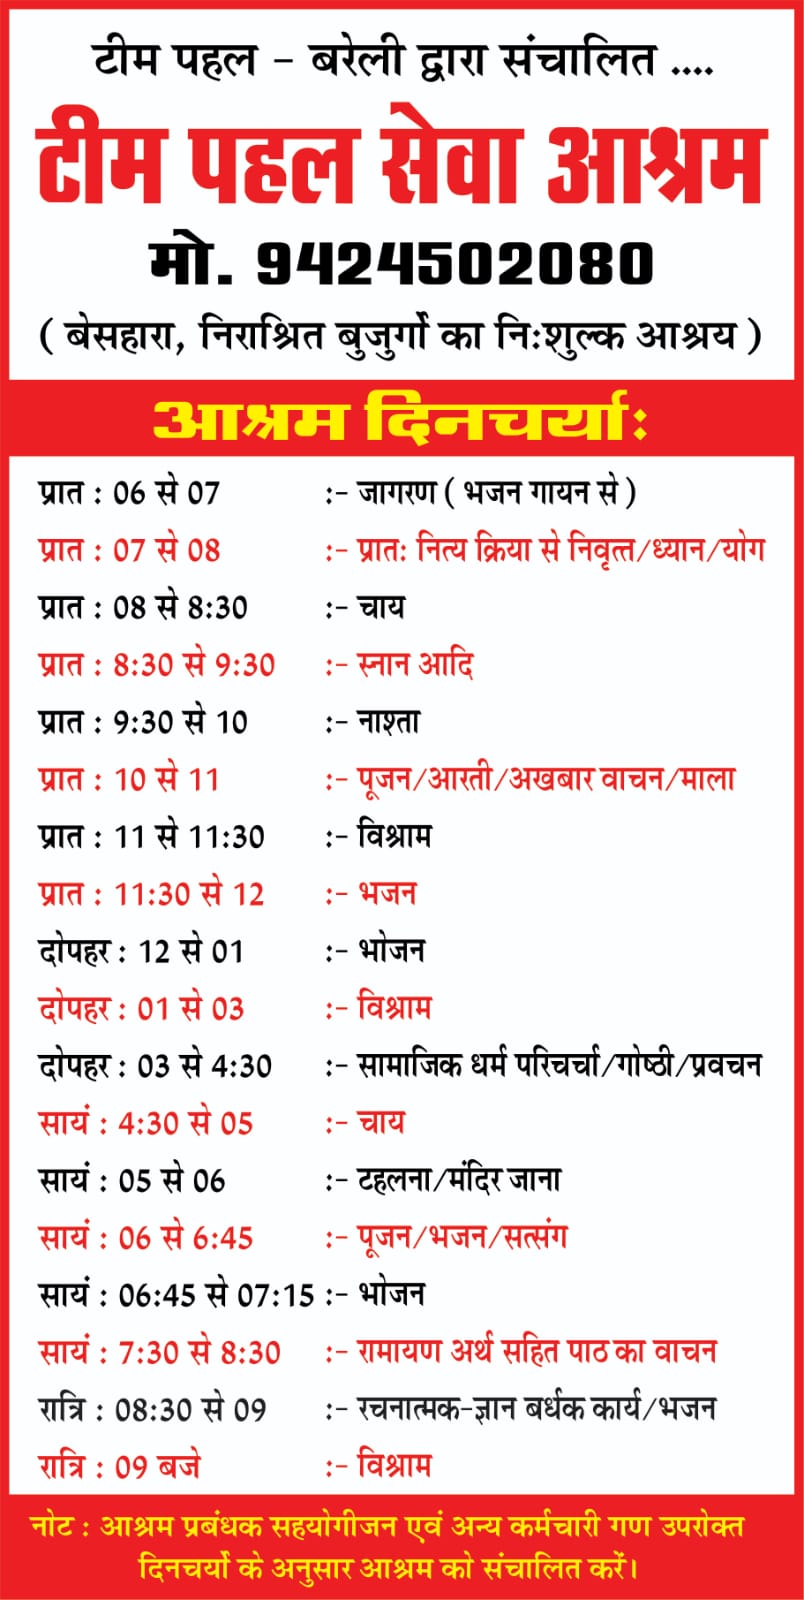 टीम पहल - बरेली द्वारा संचालित ....
टीम पहल सेवा आश्रम
मो. 9424502080
( बेसहारा, निराश्रित बुजुर्गो का नि:शुल्क आश्रय )
आश्रम दिनचर्या:
प्रात : 06 से 07 :- जागरण ( भजन गायन से )
प्रात : 07 से 08 :- प्रात: नित्य क्रिया से निवृत्त/ध्यान/योग
प्रात : 08 से 8:30 :- चाय
प्रात : 8:30 से 9:30 :- स्नान आदि
प्रात : 9:30 से 10 :- नाश्ता
प्रात : 10 से 11 :- पूजन/आरती/अखबार वाचन/माला
प्रात : 11 से 11:30 :- विश्राम
प्रात : 11:30 से 12 :- भजन
दोपहर : 12 से 01 :- भोजन
दोपहर : 01 से 03 :- विश्राम
दोपहर : 03 से 4:30 :- सामाजिक धर्म परिचर्चा/गोष्ठी/प्रवचन
सायं : 4:30 से 05 :- चाय
सायं : 05 से 06 :- टहलना/मंदिर जाना
सायं : 06 से 6:45 :- पूजन/भजन/सत्संग
सायं : 06:45 से 07:15 :- भोजन
सायं : 7:30 से 8:30 :- रामायण अर्थ सहित पाठ का वाचन
रात्रि : 08:30 से 09 :- रचनात्मक-ज्ञान बर्धक कार्य/भजन
रात्रि : 09 बजे :- विश्राम
नोट : आश्रम प्रबंधक सहयोगीजन एवं अन्य कर्मचारी गण उपरोक्त
दिनचर्या के अनुसार आश्रम को संचालित करें।